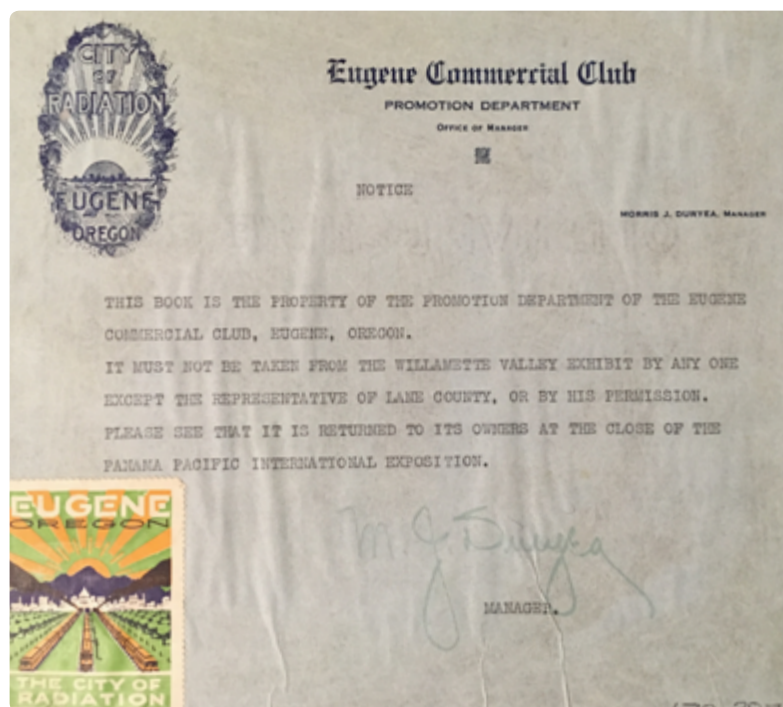 CITY
OF
RADIATION
EUGENE
OREGON
Eugene Commercial Club
PROMOTION DEPARTMENT
OFFICE OF MANAGER
NOTICE
MORRIS J. DURYEA, MANAGER
THIS BOOK IS THE PROPERTY OF THE PROMOTION DEPARTMENT OF THE EUGENE
COMMERCIAL CLUB, EUGENE, OREGON.
IT MUST NOT BE TAKEN FROM THE WILLAMETTE VALLEY EXHIBIT BY ANY ONE
EXCEPT THE REPRESENTATIVE OF LANE COUNTY, OR BY HIS PERMISSION.
PLEASE SEE THAT IT IS RETURNED TO ITS OWNERS AT THE CLOSE OF THE
PANAMA PACIFIC INTERNATIONAL EXPOSITION.
M. J. Duryea
MANAGER.
EUGENE
OREGON
THE CITY OF
RADIATION